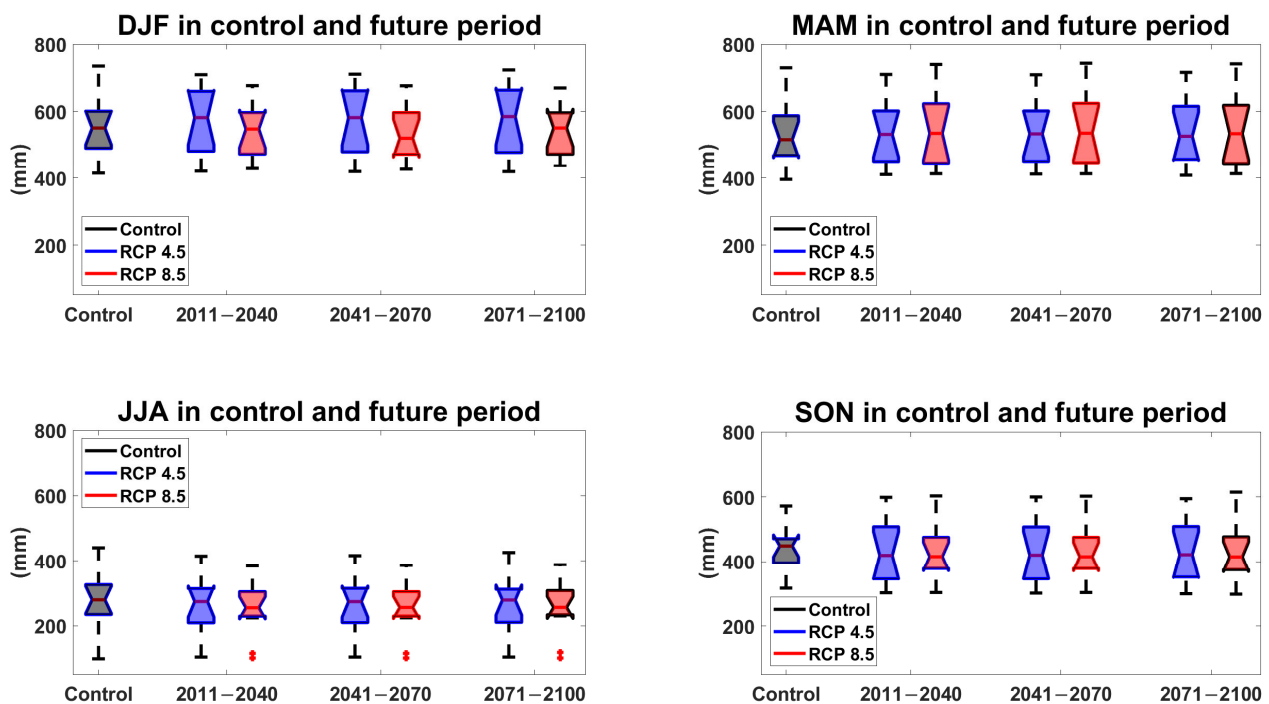 DJF in control and future period
800
600
400
200
(mm)
Control
RCP 4.5
RCP 8.5
Control 2011−2040 2041−2070 2071−2100
MAM in control and future period
800
600
400
200
(mm)
Control
RCP 4.5
RCP 8.5
Control 2011−2040 2041−2070 2071−2100
JJA in control and future period
800
600
400
200
(mm)
Control
RCP 4.5
RCP 8.5
Control 2011−2040 2041−2070 2071−2100
SON in control and future period
800
600
400
200
(mm)
Control
RCP 4.5
RCP 8.5
Control 2011−2040 2041−2070 2071−2100